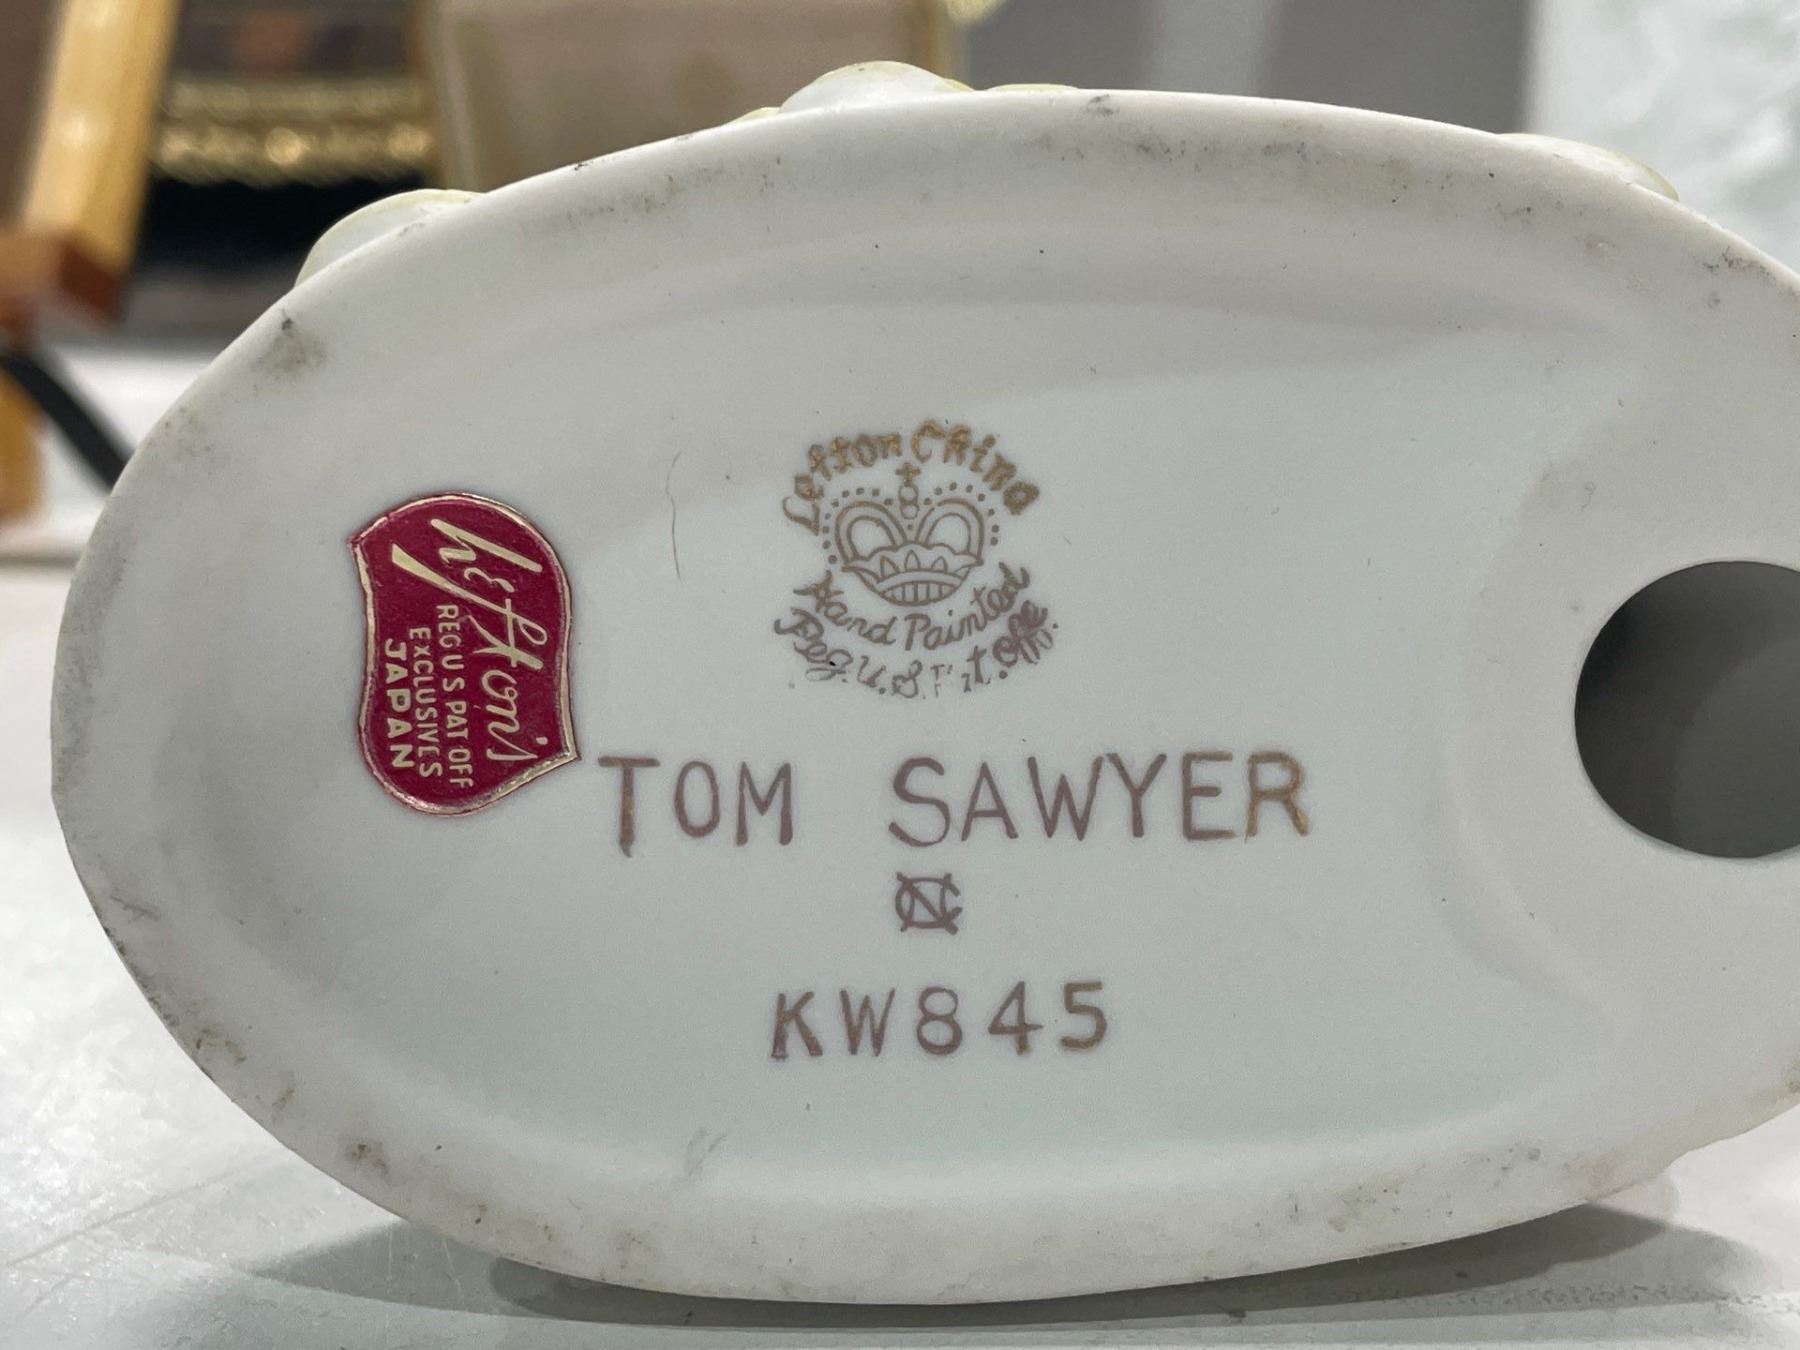 Lefton China
Hand Painted
Reg. U.S. Pat. Off.
Lefton's
REG U S PAT OFF
EXCLUSIVES
JAPAN
TOM SAWYER
KW845